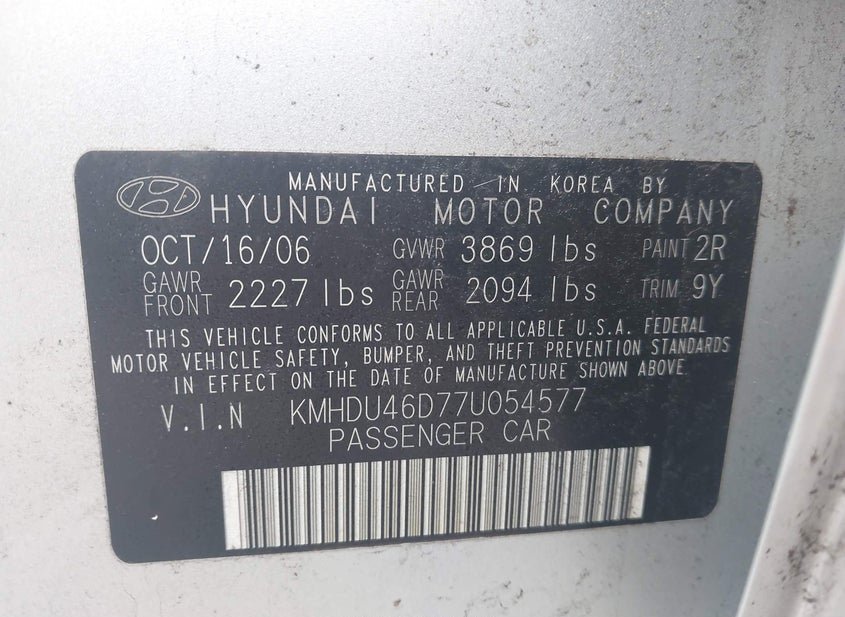 MANUFACTURED IN KOREA BY
HYUNDAI MOTOR COMPANY
OCT/16/06 GVWR 3869 lbs PAINT 2R
GAWR FRONT 2227 lbs GAWR REAR 2094 lbs TRIM 9Y
THIS VEHICLE CONFORMS TO ALL APPLICABLE U.S.A. FEDERAL
MOTOR VEHICLE SAFETY, BUMPER, AND THEFT PREVENTION STANDARDS
IN EFFECT ON THE DATE OF MANUFACTURE SHOWN ABOVE.
V.I.N KMHDU46D77U054577
PASSENGER CAR